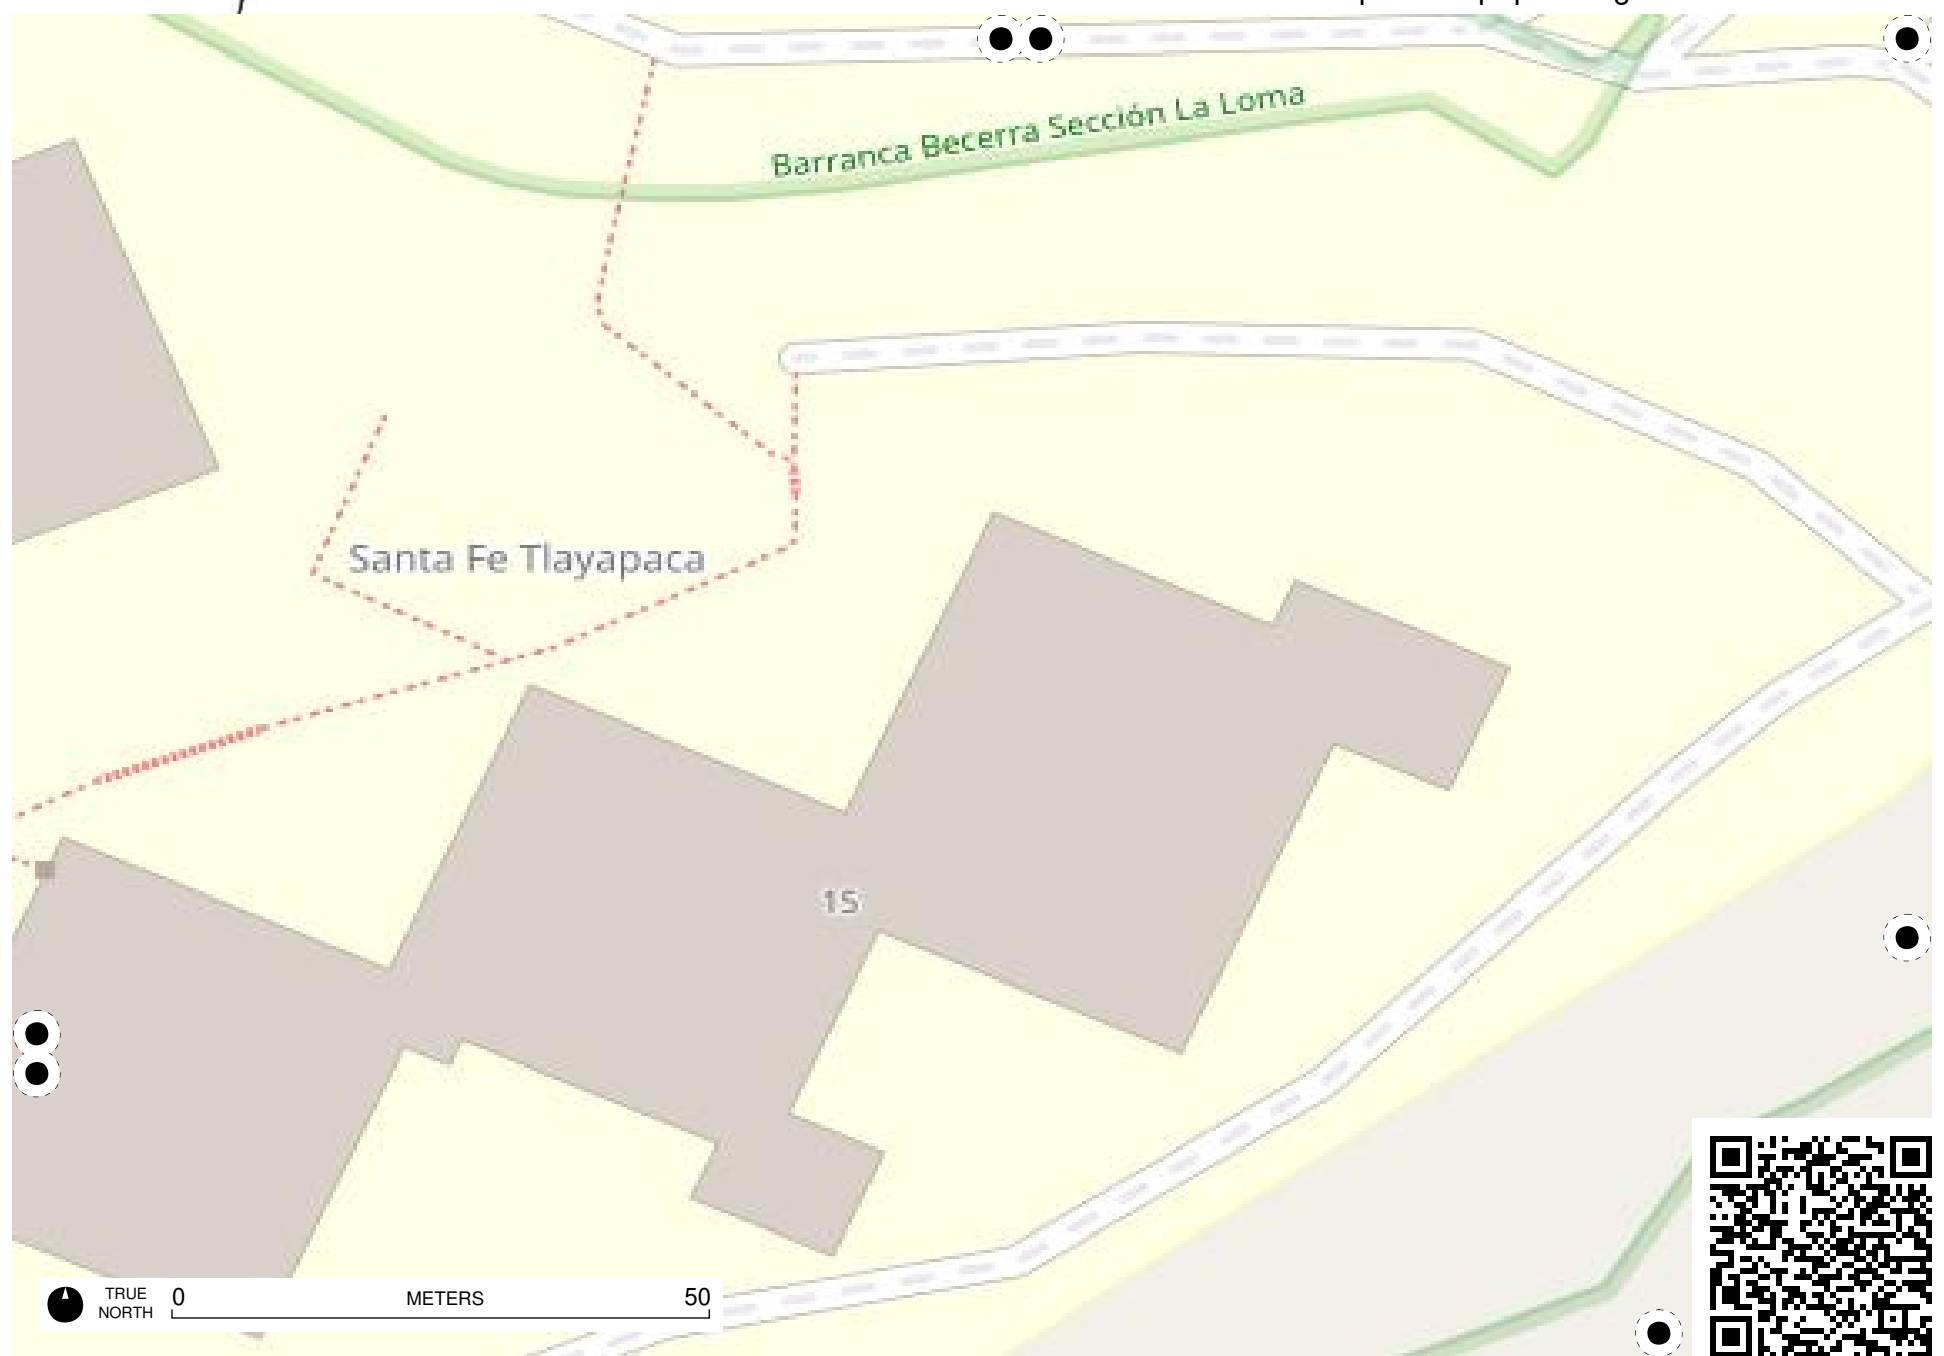 Barranca Becerra Sección La Loma
Santa Fe Tlayapaca
15
TRUE
NORTH
0 METERS 50